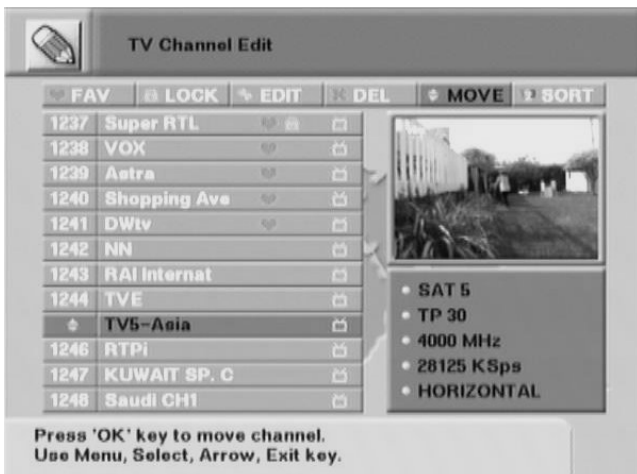 TV Channel Edit
FAV LOCK EDIT DEL MOVE SORT
1237 Super RTL
1238 VOX
1239 Astra
1240 Shopping Ave
1241 DWtv
1242 NN
1243 RAI Internat
1244 TVE
TV5-Asia
1246 RTPi
1247 KUWAIT SP. C
1248 Saudi CH1
SAT 5
TP 30
4000 MHz
28125 KSps
HORIZONTAL
Press 'OK' key to move channel.
Use Menu, Select, Arrow, Exit key.